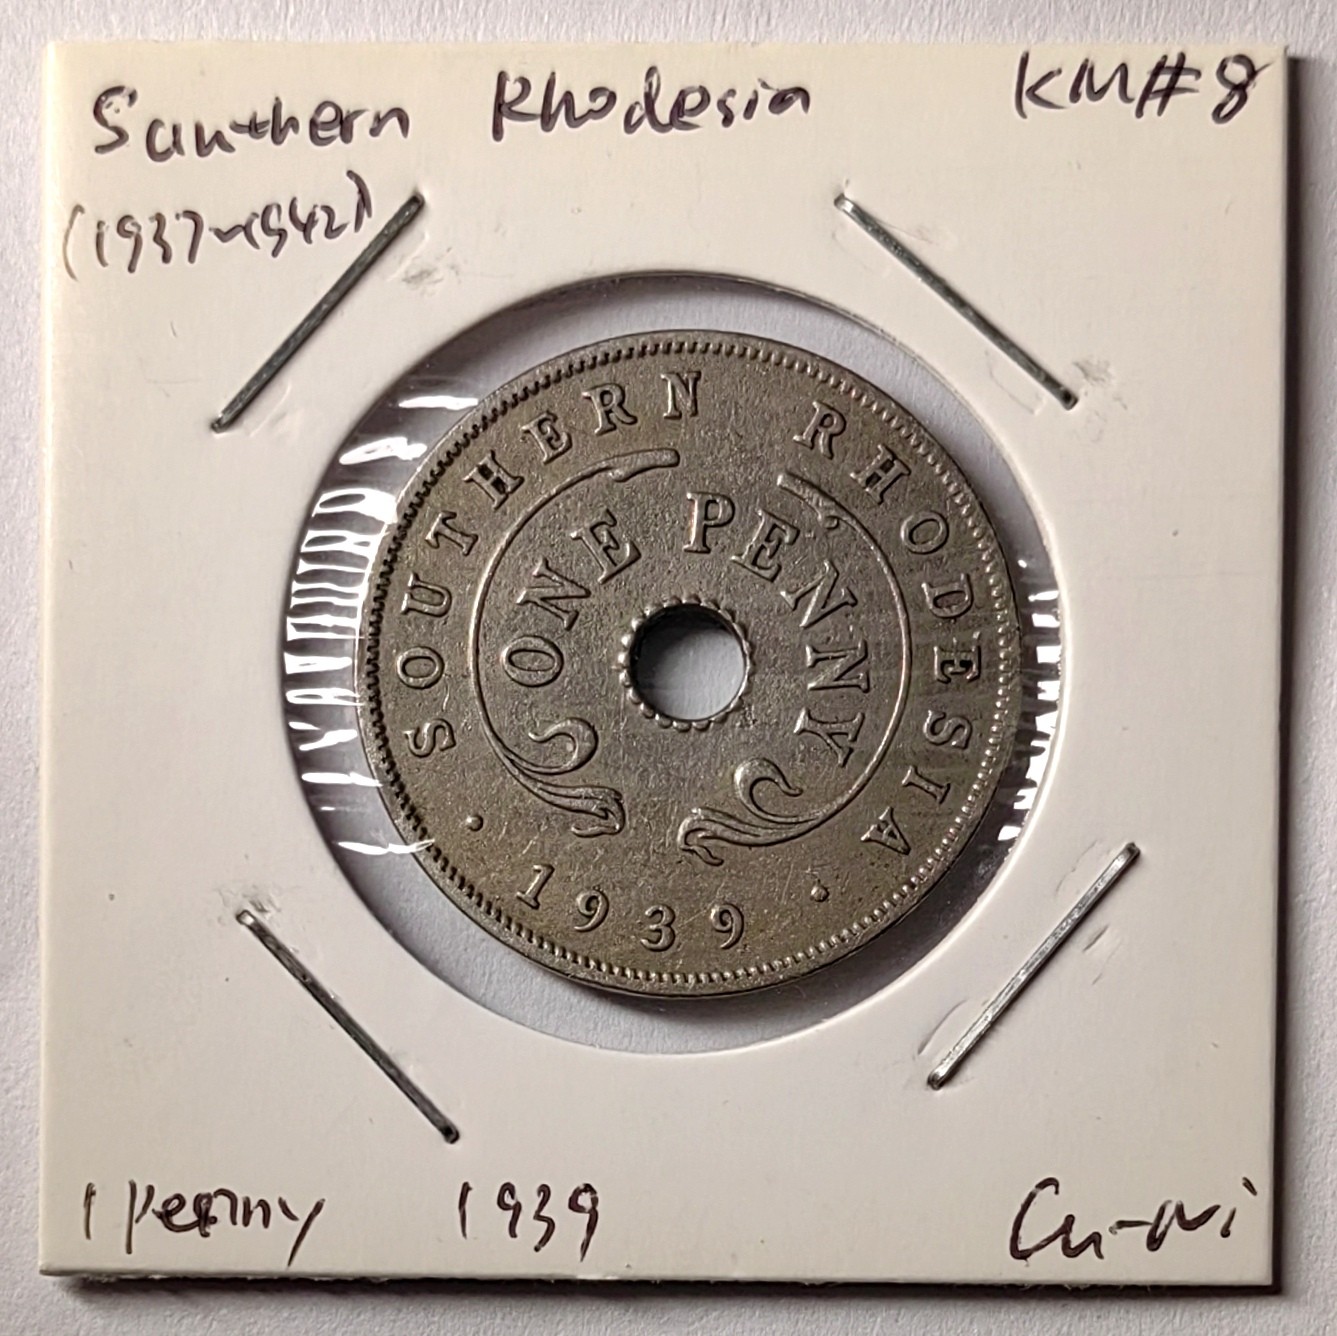 Southern Rhodesia KM#8
(1937~1942)
SOUTHERN RHODESIA
ONE PENNY
· 1939 ·
1 Penny 1939 Cu-Ni